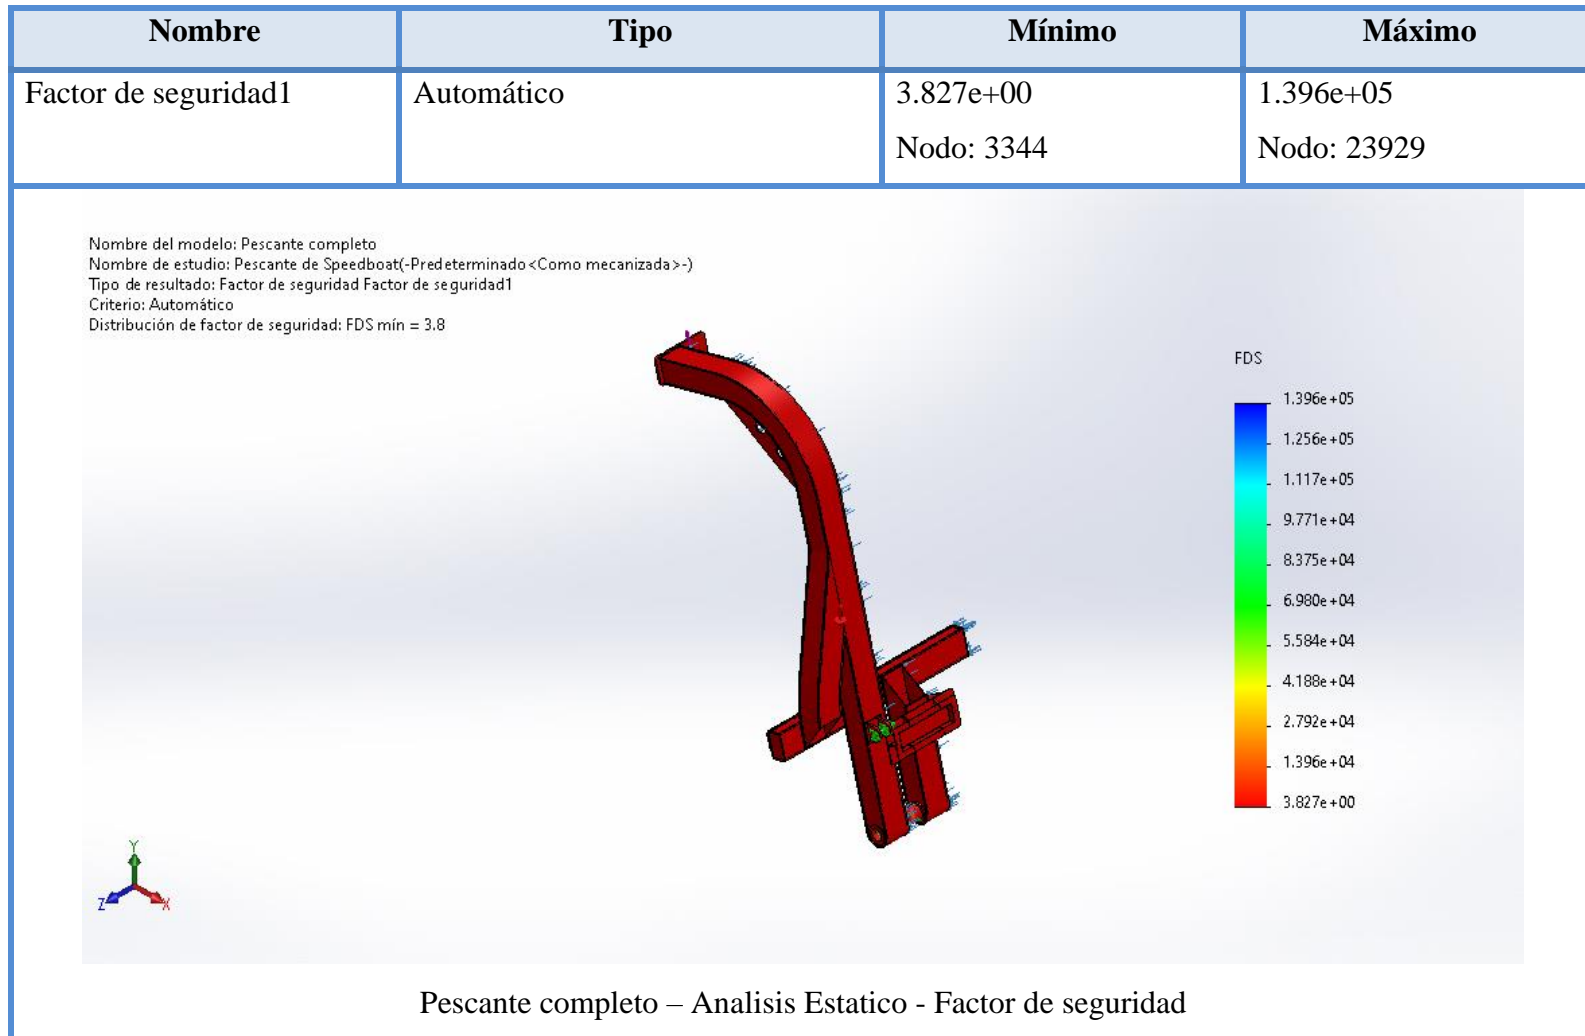 Nombre Tipo Mínimo Máximo
Factor de seguridad1 Automático 3.827e+00 1.396e+05
Nodo: 3344 Nodo: 23929
Nombre del modelo: Pescante completo
Nombre de estudio: Pescante de Speedboat(-Predeterminado<Como mecanizada>-)
Tipo de resultado: Factor de seguridad Factor de seguridad1
Criterio: Automático
Distribución de factor de seguridad: FDS mín = 3.8
FDS
1.396e+05
1.256e+05
1.117e+05
9.771e+04
8.375e+04
6.980e+04
5.584e+04
4.188e+04
2.792e+04
1.396e+04
3.827e+00
Y
Z X
Pescante completo – Analisis Estatico - Factor de seguridad